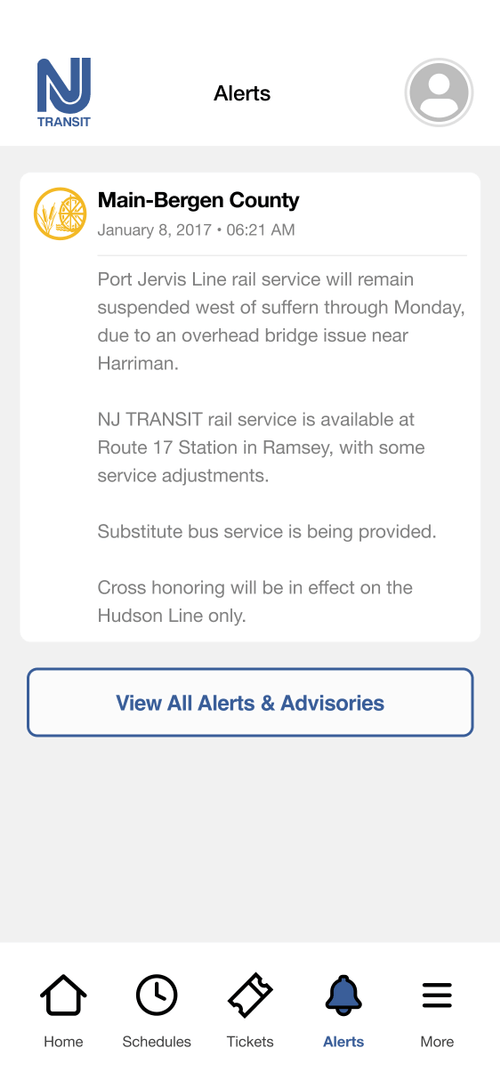 NJ
TRANSIT
Alerts
Main-Bergen County
January 8, 2017 • 06:21 AM
Port Jervis Line rail service will remain
suspended west of suffern through Monday,
due to an overhead bridge issue near
Harriman.
NJ TRANSIT rail service is available at
Route 17 Station in Ramsey, with some
service adjustments.
Substitute bus service is being provided.
Cross honoring will be in effect on the
Hudson Line only.
View All Alerts & Advisories
Home
Schedules
Tickets
Alerts
More